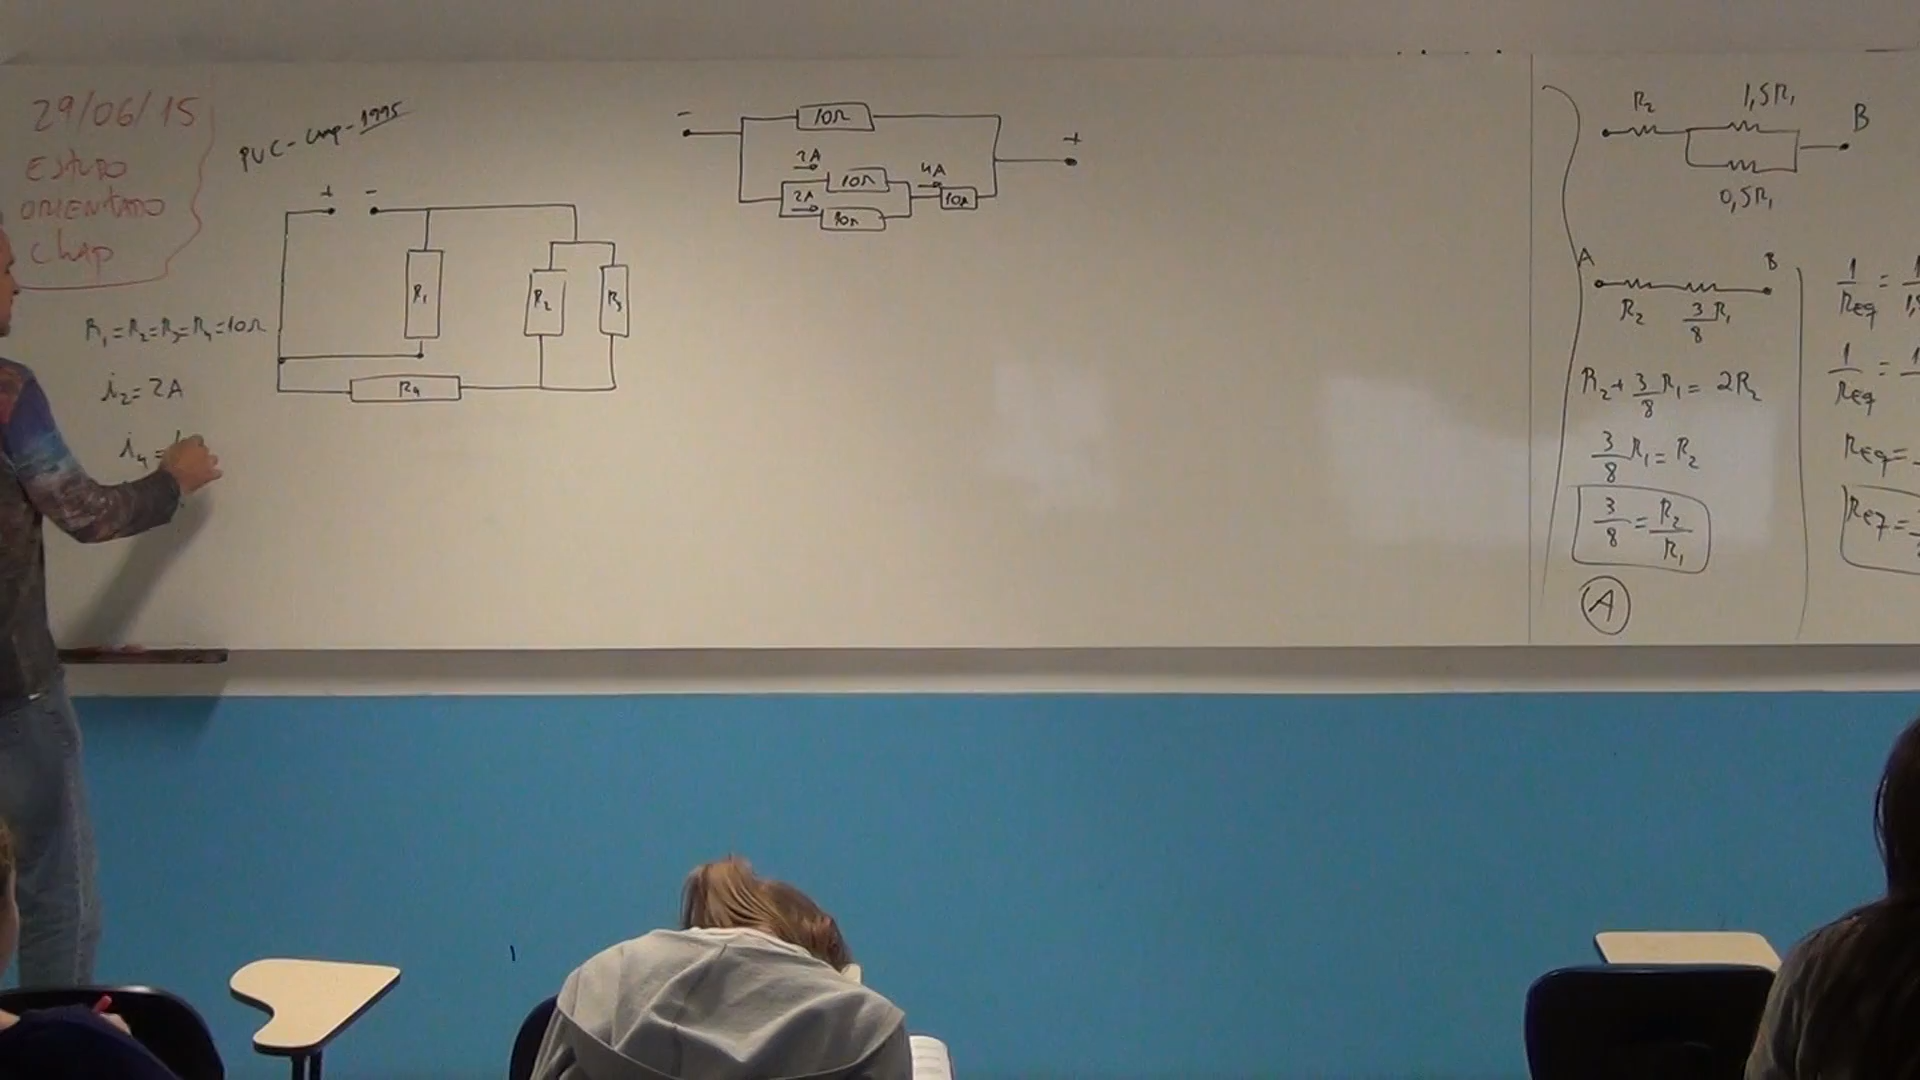 29/06/15
ESTUDO
ORIENTADO
CHAP
PUC-Camp-1995
+ -
R₁
R₂
R₃
R₄
R₁=R₂=R₃=R₄=10Ω
i₂=2A
i₄=
-
10Ω
2A
10Ω
2A
10Ω
4A
10Ω
+
R₂
1,5R₁
B
0,5R₁
A
B
R₂
3/8 R₁
R₂+3/8 R₁=2R₂
3/8 R₁=R₂
3/8=R₂/R₁
A
1/Req=
1/Req=
Req=
Req=